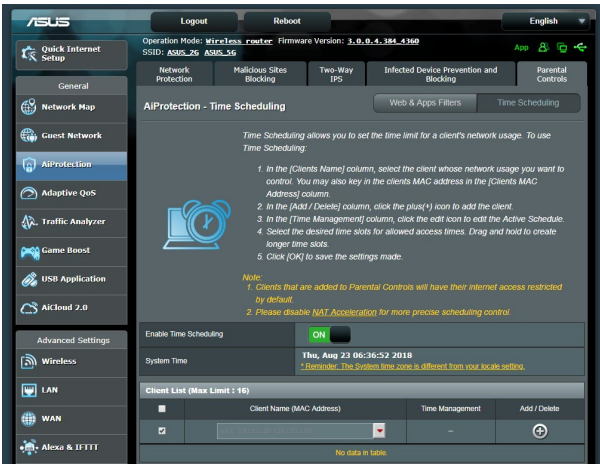 ASUS
Logout
Reboot
English
Quick Internet
Setup
General
Network Map
Guest Network
AiProtection
Adaptive QoS
Traffic Analyzer
Game Boost
USB Application
AiCloud 2.0
Advanced Settings
Wireless
LAN
WAN
Alexa & IFTTT
Operation Mode: Wireless router Firmware Version: 3.0.0.4.384_4360
SSID: ASUS_2G ASUS_5G
App
Network
Protection
Malicious Sites
Blocking
Two-Way
IPS
Infected Device Prevention and
Blocking
Parental
Controls
AiProtection - Time Scheduling
Web & Apps Filters
Time Scheduling
Time Scheduling allows you to set the time limit for a client's network usage. To use
Time Scheduling:
1. In the [Clients Name] column, select the client whose network usage you want to
control. You may also key in the clients MAC address in the [Clients MAC
Address] column.
2. In the [Add / Delete] column, click the plus(+) icon to add the client.
3. In the [Time Management] column, click the edit icon to edit the Active Schedule.
4. Select the desired time slots for allowed access times. Drag and hold to create
longer time slots.
5. Click [OK] to save the settings made.
Note:
1. Clients that are added to Parental Controls will have their internet access restricted
by default.
2. Please disable NAT Acceleration for more precise scheduling control.
Enable Time Scheduling
ON
System Time
Thu, Aug 23 06:36:52 2018
* Reminder: The System time zone is different from your locale setting.
Client List (Max Limit : 16)
Client Name (MAC Address)
Time Management
Add / Delete
–
No data in table.